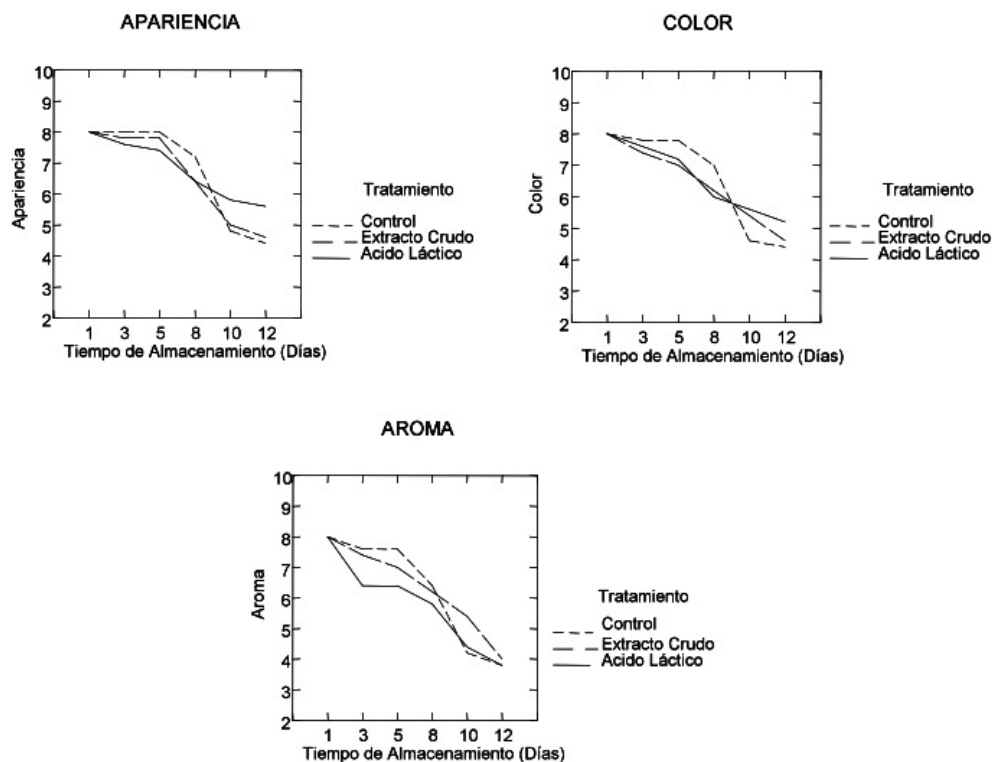 APARIENCIA
10
9
8
7
6
5
4
3
2
Apariencia
1 3 5 8 10 12
Tiempo de Almacenamiento (Días)
Tratamiento
Control
Extracto Crudo
Acido Láctico
COLOR
10
9
8
7
6
5
4
3
2
Color
1 3 5 8 10 12
Tiempo de Almacenamiento (Días)
Tratamiento
Control
Extracto Crudo
Acido Láctico
AROMA
10
9
8
7
6
5
4
3
2
Aroma
1 3 5 8 10 12
Tiempo de Almacenamiento (Días)
Tratamiento
Control
Extracto Crudo
Acido Láctico